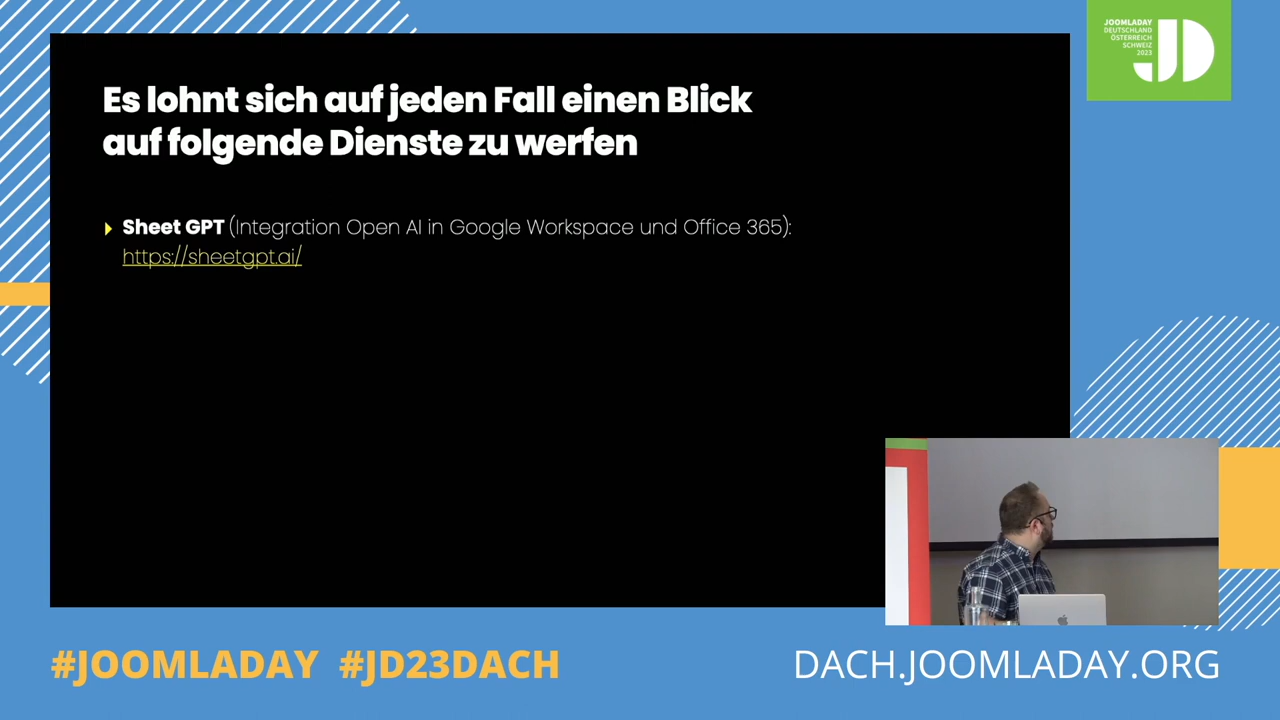 JOOMLADAY
DEUTSCHLAND
ÖSTERREICH
SCHWEIZ
2023
JD
Es lohnt sich auf jeden Fall einen Blick
auf folgende Dienste zu werfen
Sheet GPT (Integration Open AI in Google Workspace und Office 365):
https://sheetgpt.ai/
#JOOMLADAY #JD23DACH
DACH.JOOMLADAY.ORG